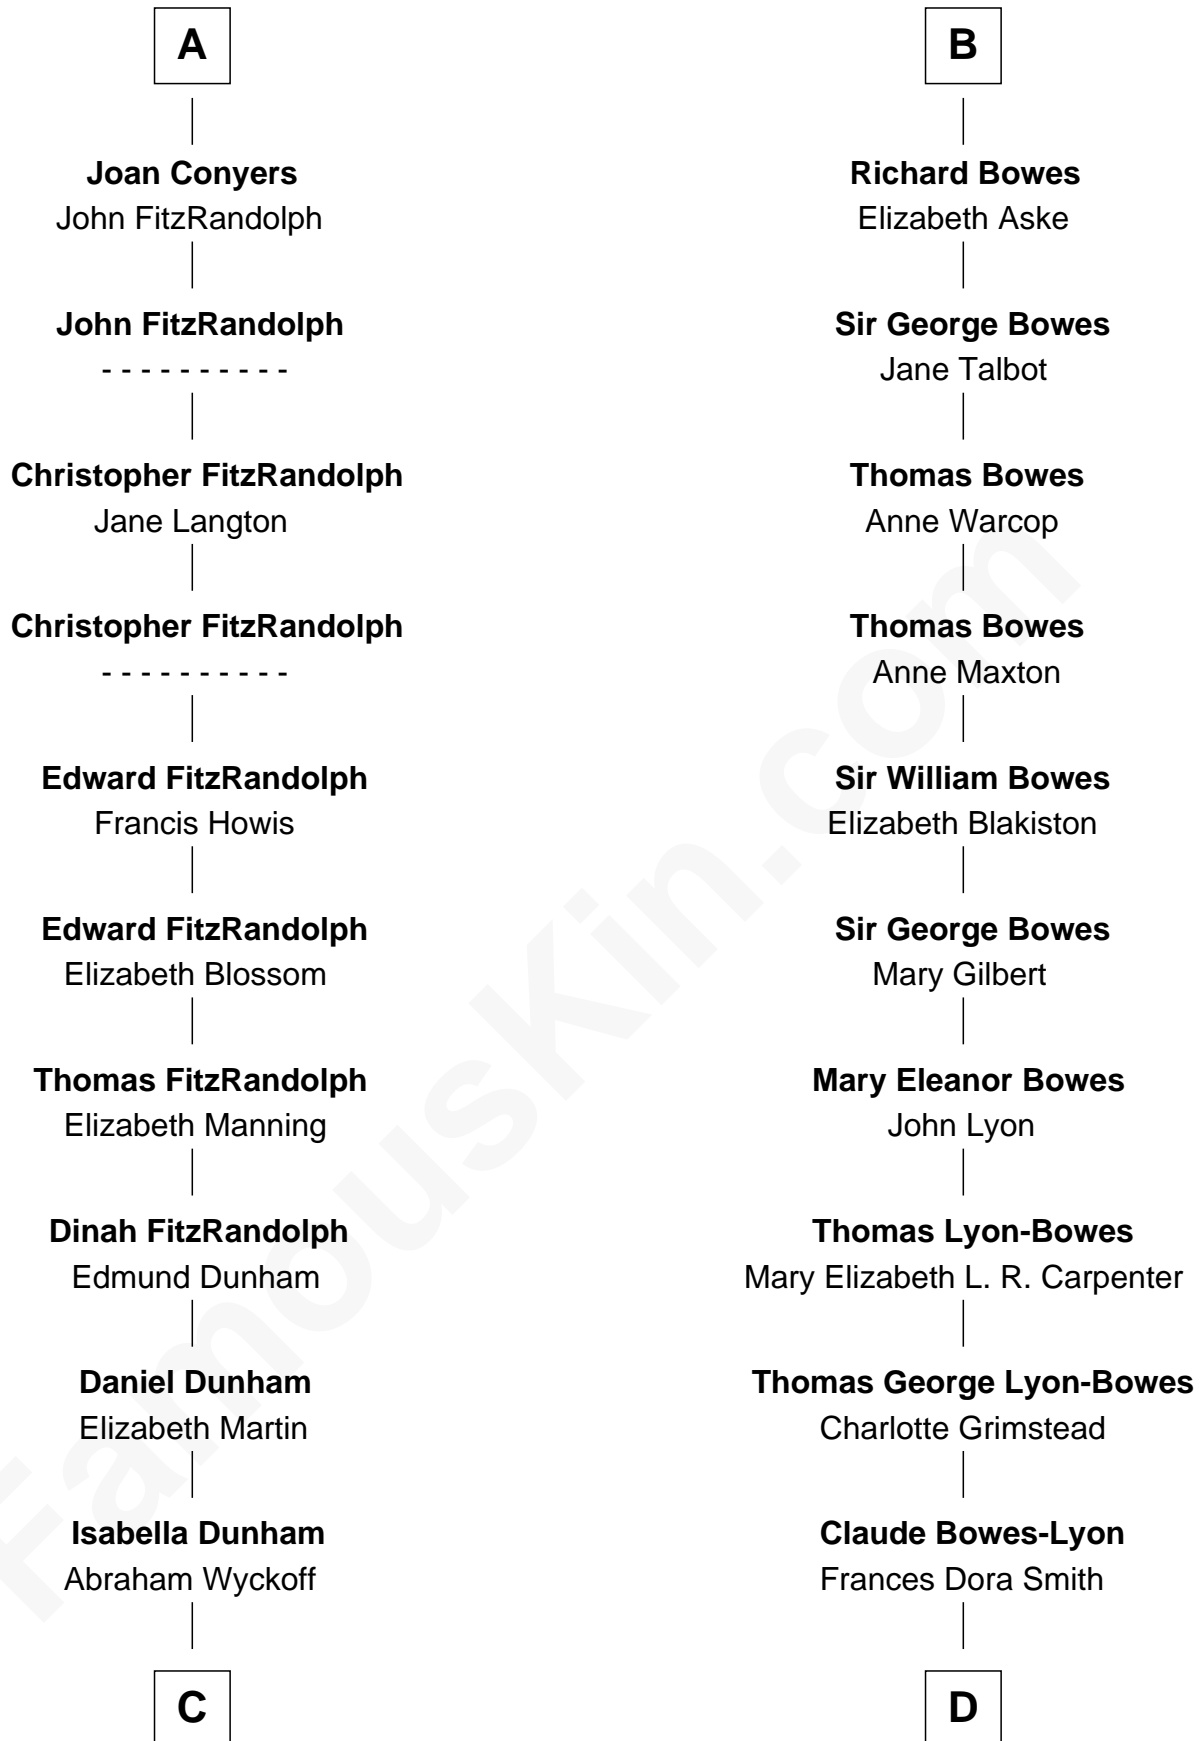 A
Joan Conyers
John FitzRandolph
John FitzRandolph
- - - - - - - - - -
Christopher FitzRandolph
Jane Langton
Christopher FitzRandolph
- - - - - - - - - -
Edward FitzRandolph
Francis Howis
Edward FitzRandolph
Elizabeth Blossom
Thomas FitzRandolph
Elizabeth Manning
Dinah FitzRandolph
Edmund Dunham
Daniel Dunham
Elizabeth Martin
Isabella Dunham
Abraham Wyckoff
C
B
Richard Bowes
Elizabeth Aske
Sir George Bowes
Jane Talbot
Thomas Bowes
Anne Warcop
Thomas Bowes
Anne Maxton
Sir William Bowes
Elizabeth Blakiston
Sir George Bowes
Mary Gilbert
Mary Eleanor Bowes
John Lyon
Thomas Lyon-Bowes
Mary Elizabeth L. R. Carpenter
Thomas George Lyon-Bowes
Charlotte Grimstead
Claude Bowes-Lyon
Frances Dora Smith
D
FamousKin.com